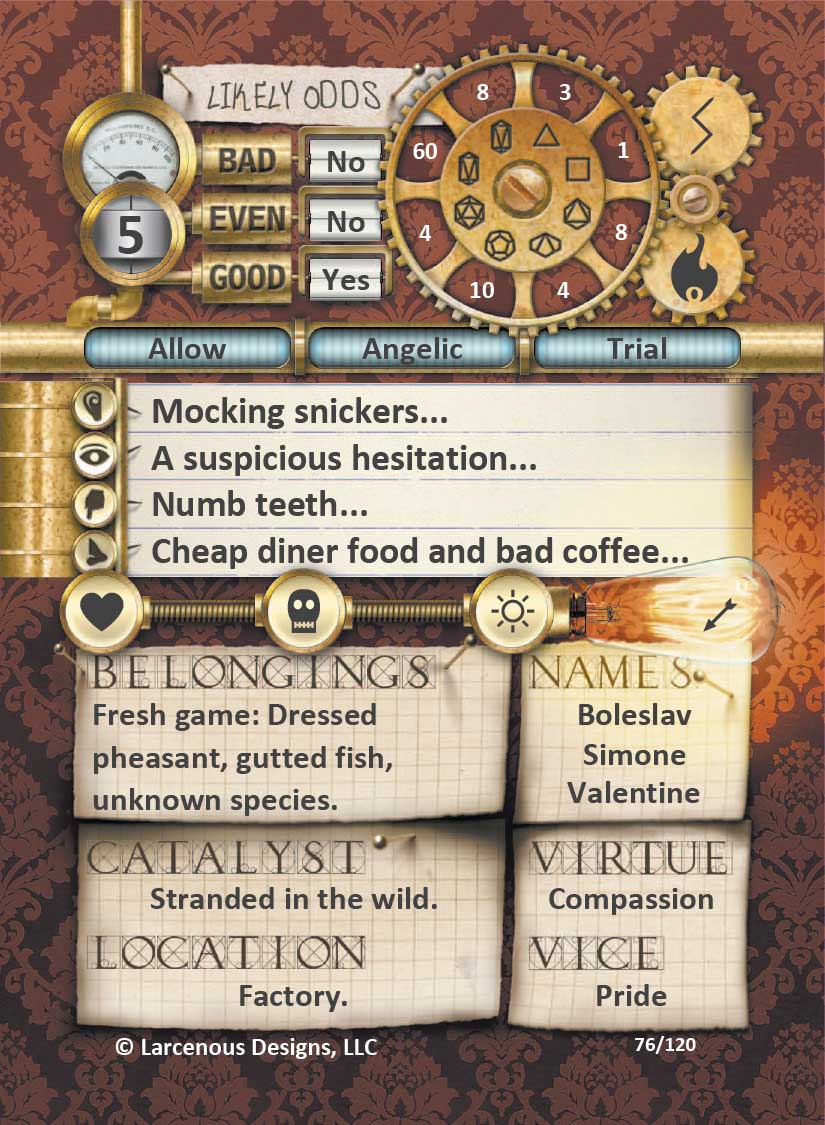 LIKELY ODDS
BAD No
5 EVEN No
GOOD Yes
8 3
60 1
4 8
10 4
Allow Angelic Trial
Mocking snickers...
A suspicious hesitation...
Numb teeth...
Cheap diner food and bad coffee...
BELONGINGS
Fresh game: Dressed
pheasant, gutted fish,
unknown species.
NAMES
Boleslav
Simone
Valentine
CATALYST
Stranded in the wild.
LOCATION
Factory.
VIRTUE
Compassion
VICE
Pride
© Larcenous Designs, LLC
76/120